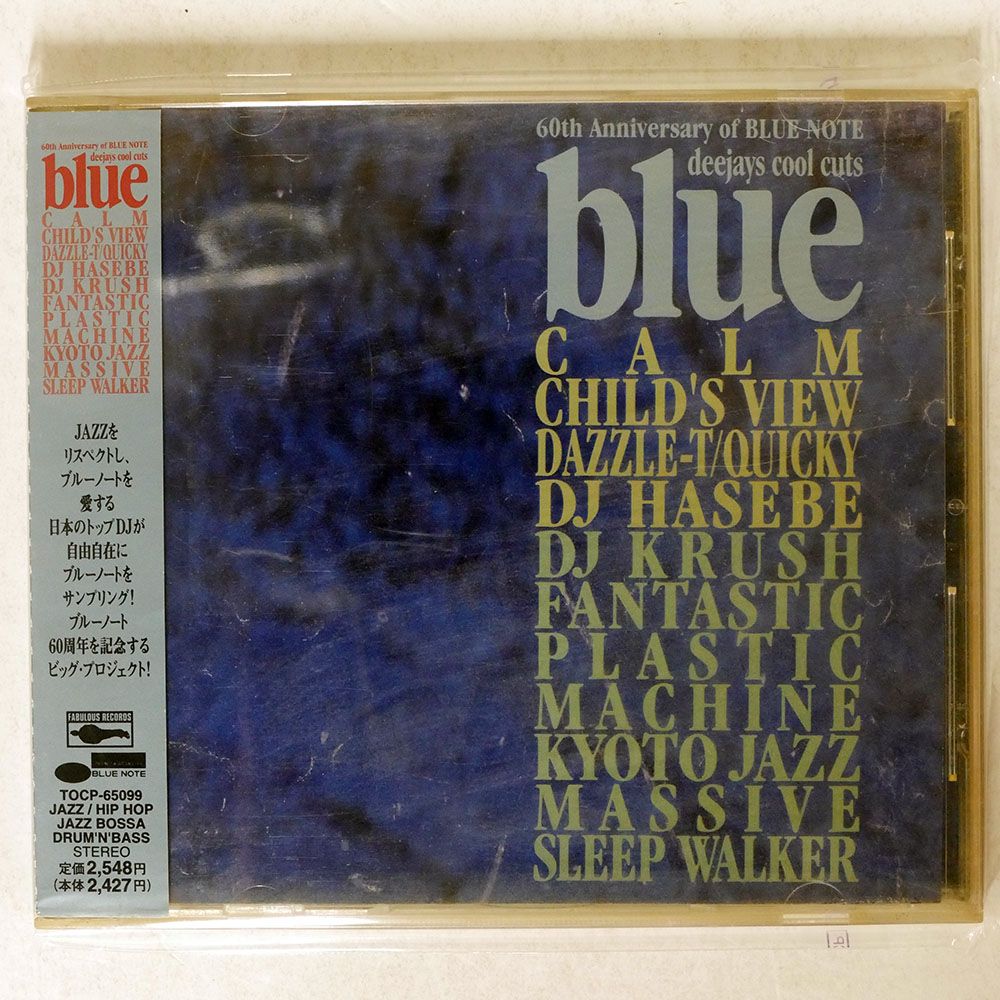 60th Anniversary of BLUE NOTE
deejays cool cuts
blue
CALM
CHILD'S VIEW
DAZZLE-T/QUICKY
DJ HASEBE
DJ KRUSH
FANTASTIC
PLASTIC
MACHINE
KYOTO JAZZ
MASSIVE
SLEEP WALKER
JAZZを
リスペクトし、
ブルーノートを
愛する
日本のトップDJが
自由自在に
ブルーノートを
サンプリング!
ブルーノート
60周年を記念する
ビッグ・プロジェクト!
FABULOUS RECORDS
BLUE NOTE
TOCP-65099
JAZZ / HIP HOP
JAZZ BOSSA
DRUM'N'BASS
STEREO
定価2,548円
(本体2,427円)
60th Anniversary of BLUE NOTE
deejays cool cuts
blue
CALM
CHILD'S VIEW
DAZZLE-T/QUICKY
DJ HASEBE
DJ KRUSH
FANTASTIC
PLASTIC
MACHINE
KYOTO JAZZ
MASSIVE
SLEEP WALKER